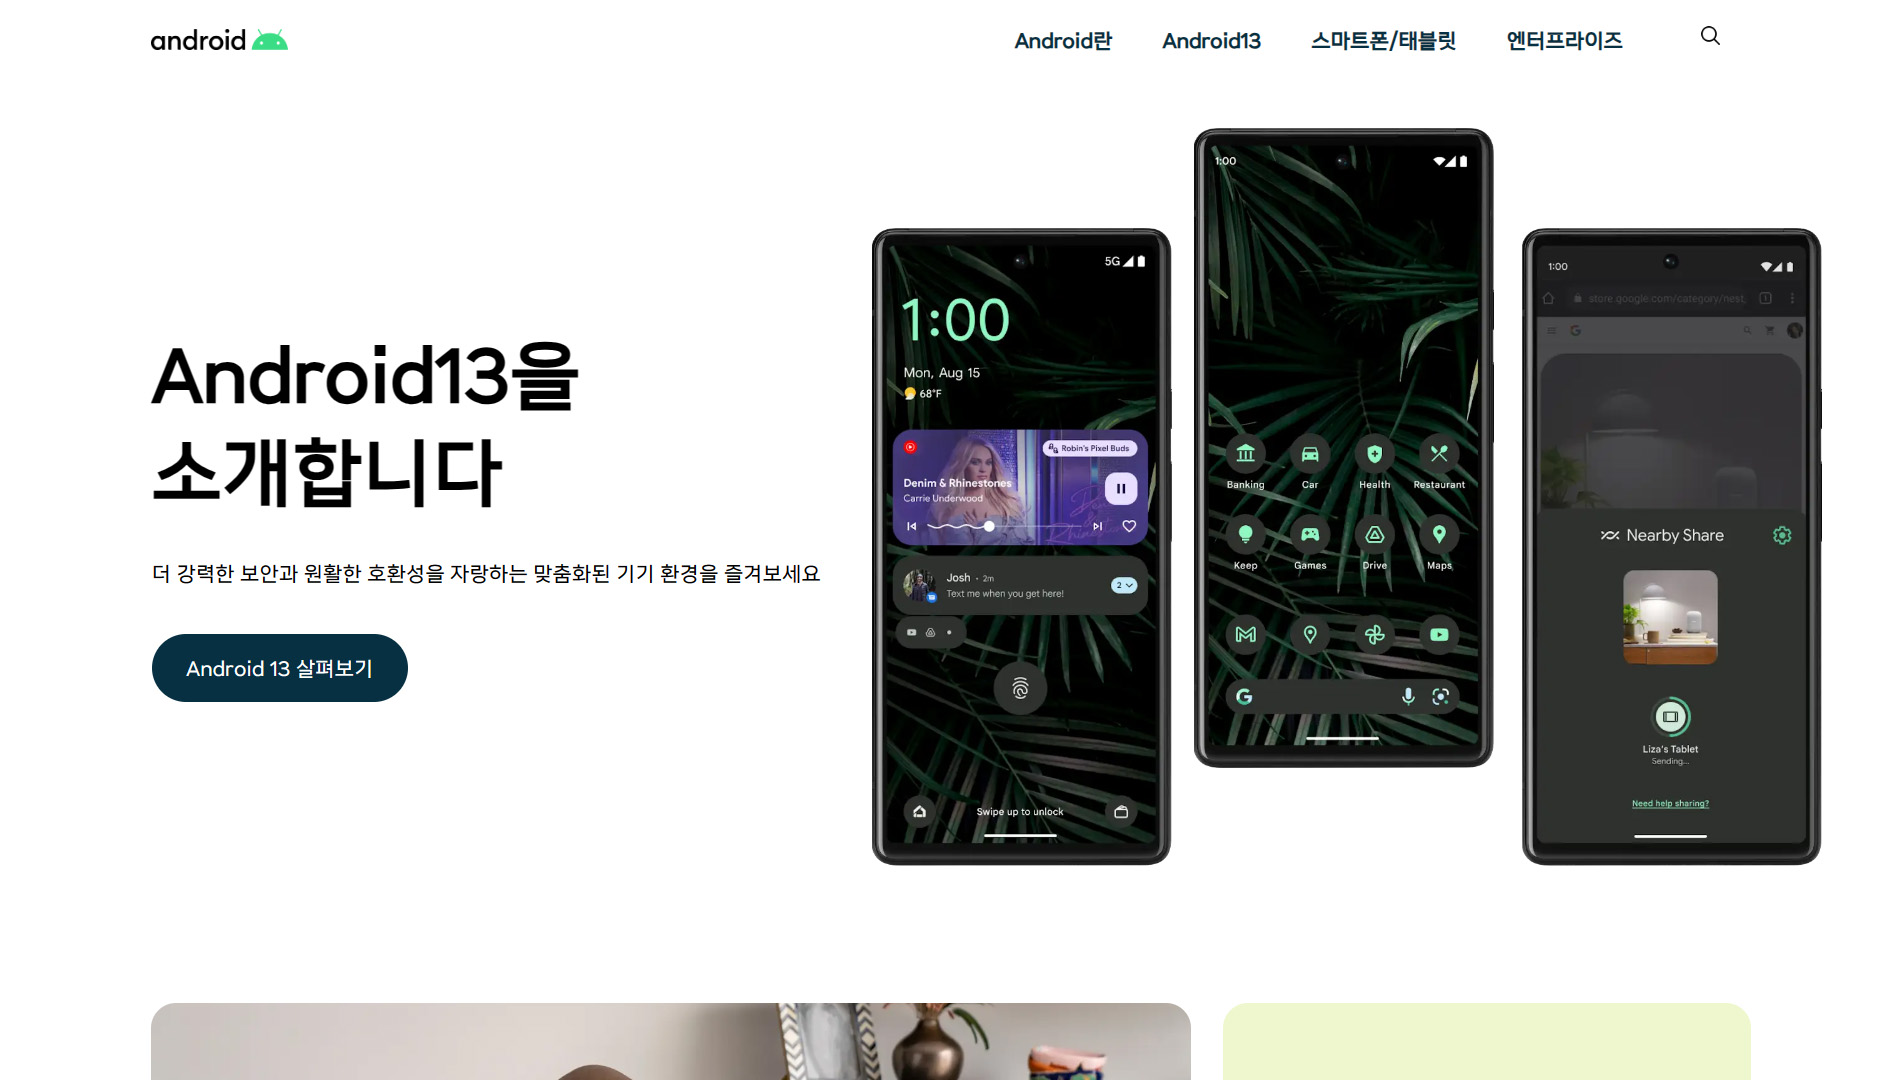 android
Android란
Android13
스마트폰/태블릿
엔터프라이즈
Android13을
소개합니다
더 강력한 보안과 원활한 호환성을 자랑하는 맞춤화된 기기 환경을 즐겨보세요
Android 13 살펴보기
5G
1:00
Mon, Aug 15
68°F
Robin's Pixel Buds
Denim & Rhinestones
Carrie Underwood
Josh · 2m
Text me when you get here!
2
Swipe up to unlock
1:00
Banking
Car
Health
Restaurant
Keep
Games
Drive
Maps
1:00
store.google.com/category/nest_
Nearby Share
Liza's Tablet
Sending...
Need help sharing?